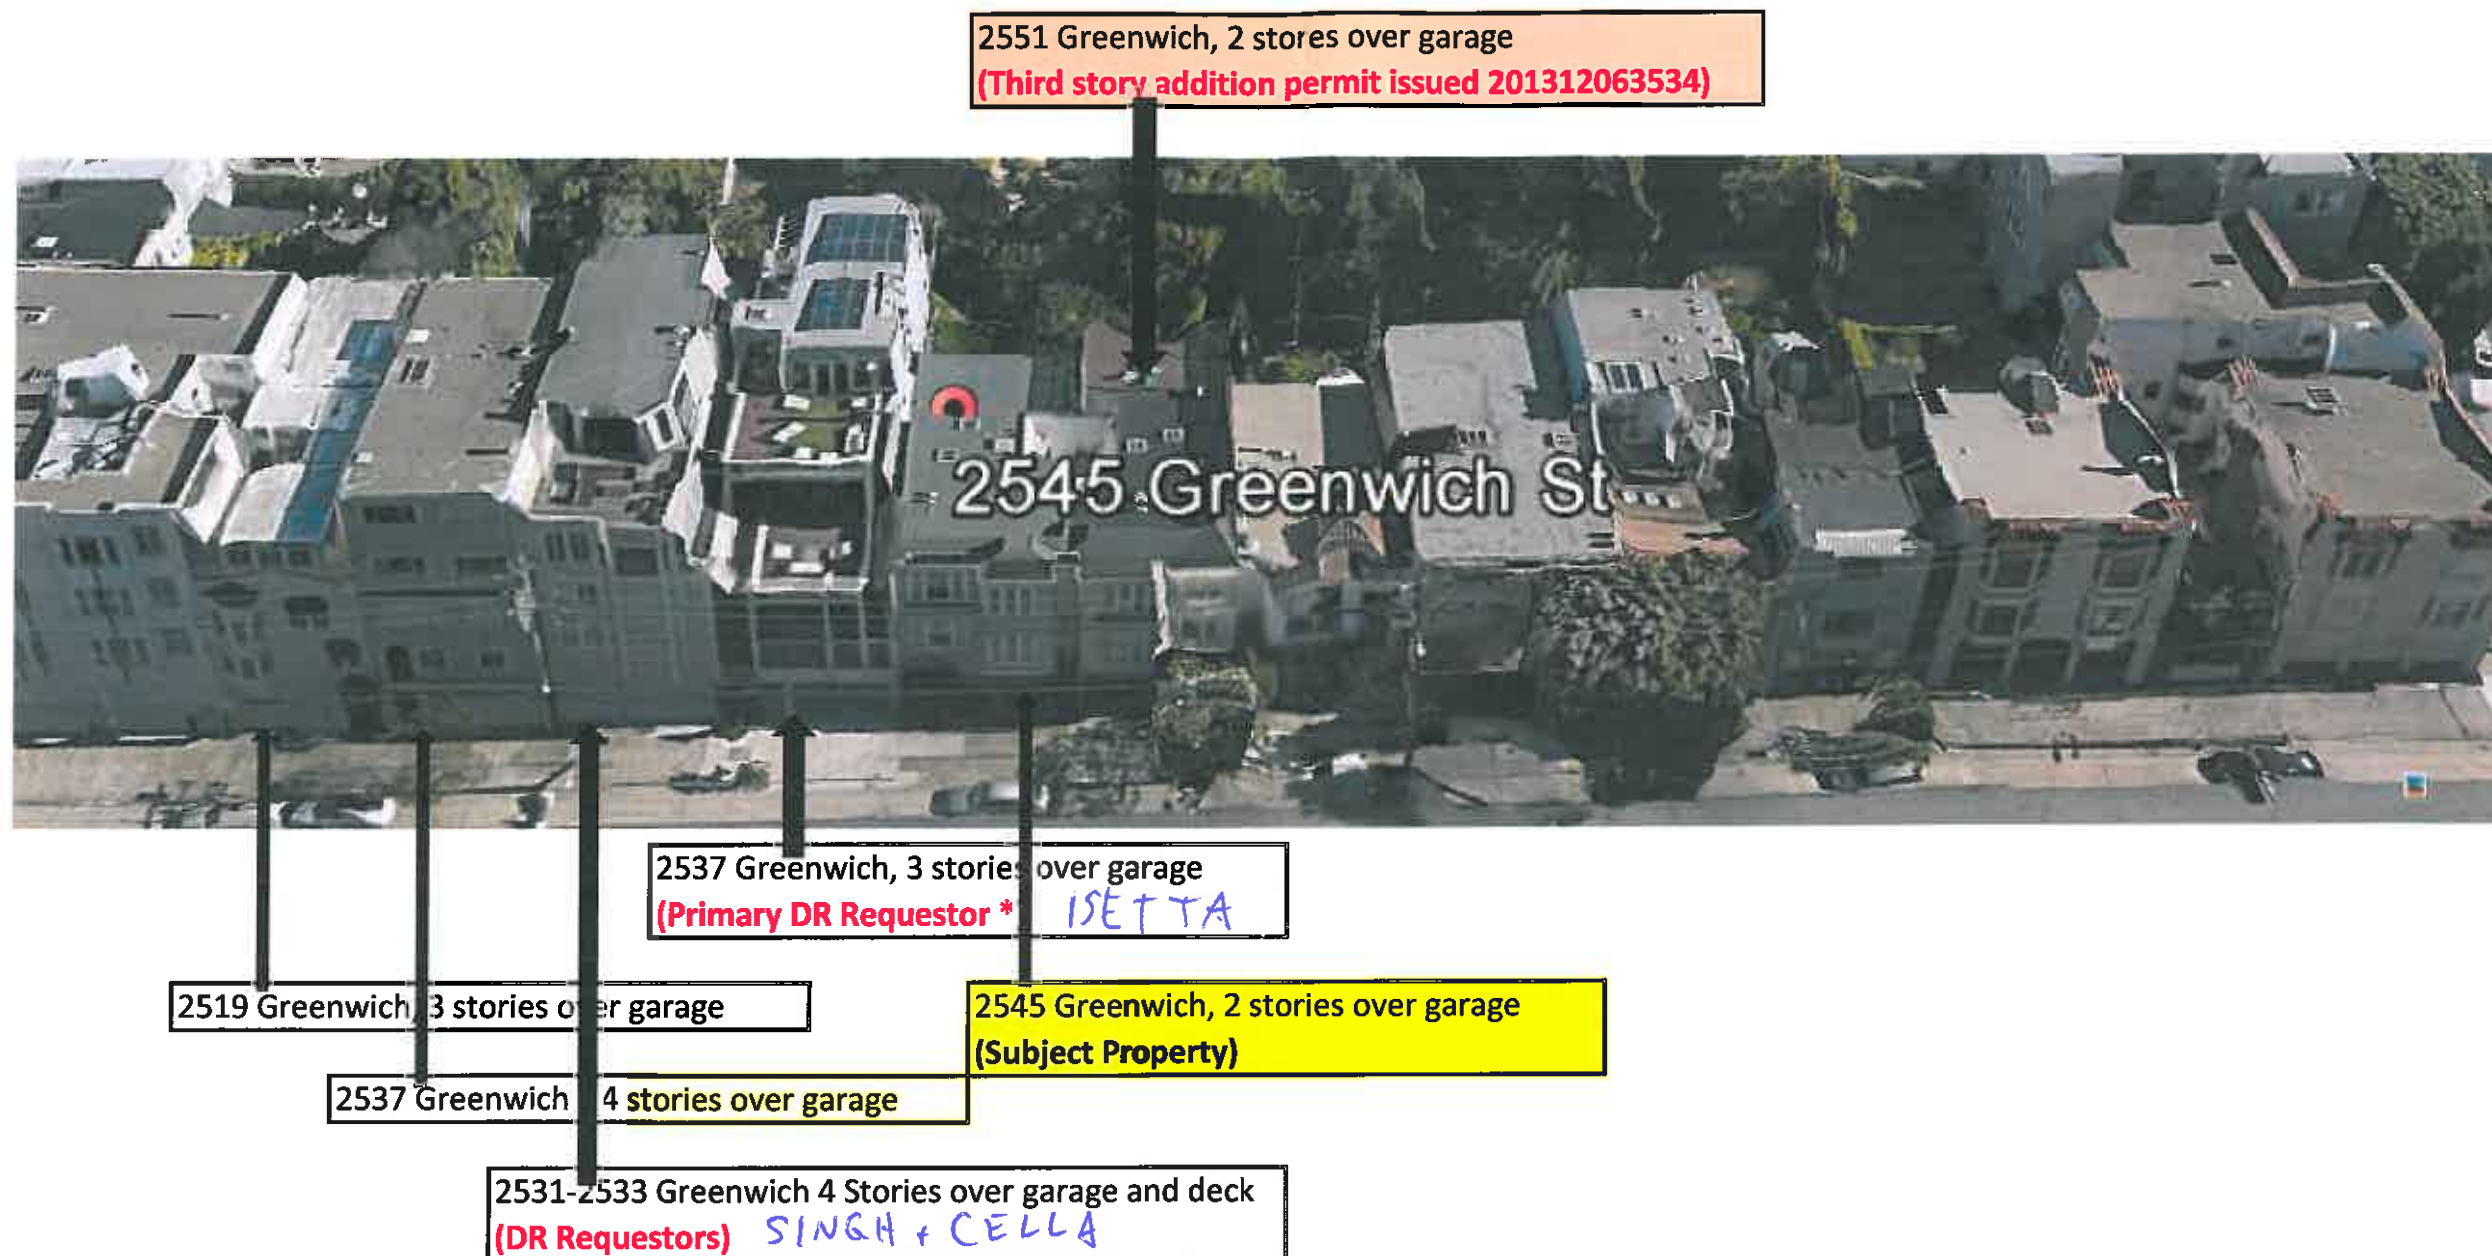 2551 Greenwich, 2 stores over garage
(Third story addition permit issued 201312063534)
2545 Greenwich St
2537 Greenwich, 3 stories over garage
(Primary DR Requestor * ISETTA
2519 Greenwich, 3 stories over garage
2545 Greenwich, 2 stories over garage
(Subject Property)
2537 Greenwich 4 stories over garage
2531-2533 Greenwich 4 Stories over garage and deck
(DR Requestors) SINGH + CELLA